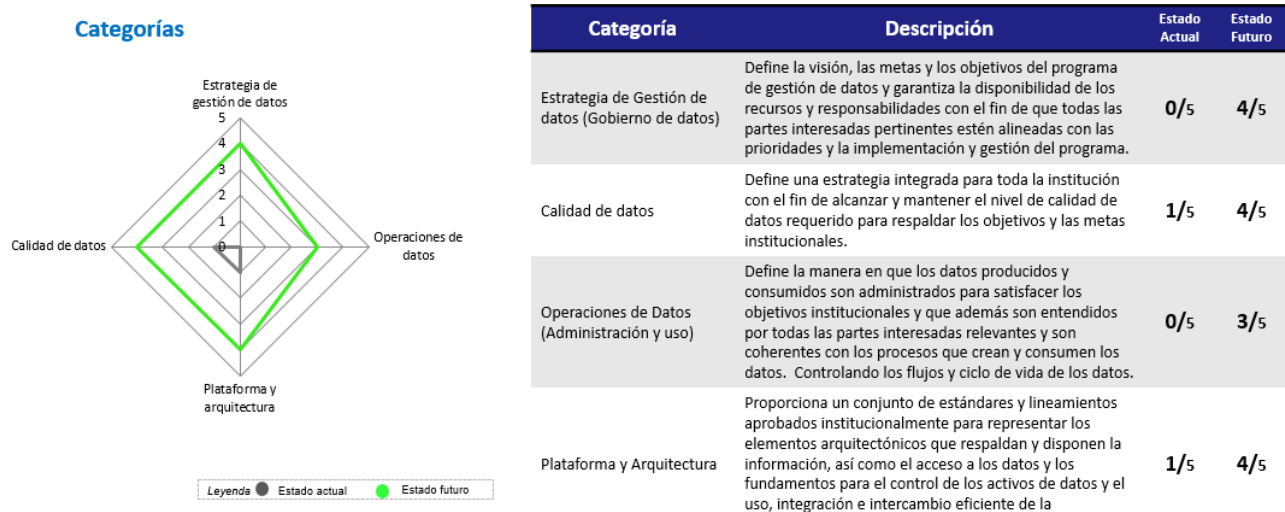 Categorías
Estrategia de
gestión de datos
5
4
3
2
1
0
Calidad de datos
Operaciones de
datos
Plataforma y
arquitectura
Leyenda Estado actual Estado futuro
Categoría Descripción Estado Actual Estado Futuro
Estrategia de Gestión de
datos (Gobierno de datos)
Define la visión, las metas y los objetivos del programa
de gestión de datos y garantiza la disponibilidad de los
recursos y responsabilidades con el fin de que todas las
partes interesadas pertinentes estén alineadas con las
prioridades y la implementación y gestión del programa.
0/5 4/5
Calidad de datos
Define una estrategia integrada para toda la institución
con el fin de alcanzar y mantener el nivel de calidad de
datos requerido para respaldar los objetivos y las metas
institucionales.
1/5 4/5
Operaciones de Datos
(Administración y uso)
Define la manera en que los datos producidos y
consumidos son administrados para satisfacer los
objetivos institucionales y que además son entendidos
por todas las partes interesadas relevantes y son
coherentes con los procesos que crean y consumen los
datos. Controlando los flujos y ciclo de vida de los datos.
0/5 3/5
Plataforma y Arquitectura
Proporciona un conjunto de estándares y lineamientos
aprobados institucionalmente para representar los
elementos arquitectónicos que respaldan y disponen la
información, así como el acceso a los datos y los
fundamentos para el control de los activos de datos y el
uso, integración e intercambio eficiente de la
1/5 4/5